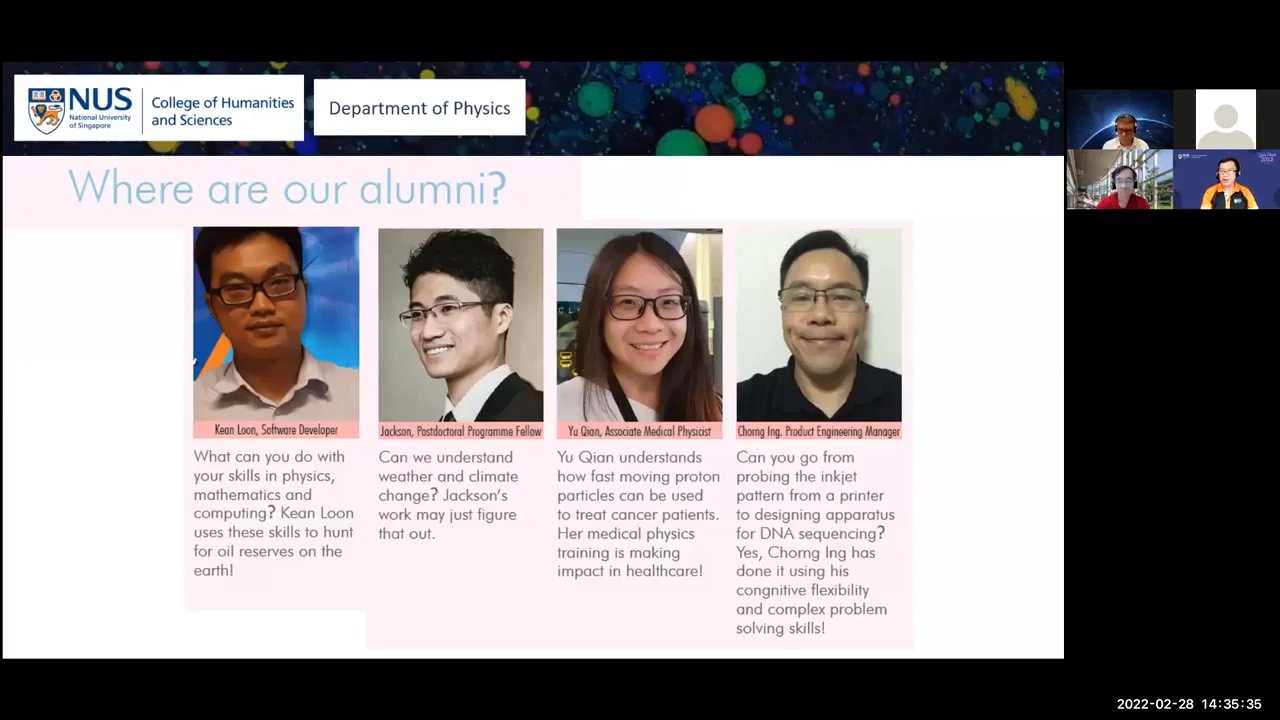 NUS
National University
of Singapore
College of Humanities
and Sciences
Department of Physics
Where are our alumni?
Kean Loon, Software Developer
What can you do with
your skills in physics,
mathematics and
computing? Kean Loon
uses these skills to hunt
for oil reserves on the
earth!
Jackson, Postdoctoral Programme Fellow
Can we understand
weather and climate
change? Jackson's
work may just figure
that out.
Yu Qian, Associate Medical Physicist
Yu Qian understands
how fast moving proton
particles can be used
to treat cancer patients.
Her medical physics
training is making
impact in healthcare!
Chorng Ing. Product Engineering Manager
Can you go from
probing the inkjet
pattern from a printer
to designing apparatus
for DNA sequencing?
Yes, Chorng Ing has
done it using his
congnitive flexibility
and complex problem
solving skills!
NUS
2022
2022-02-28 14:35:35